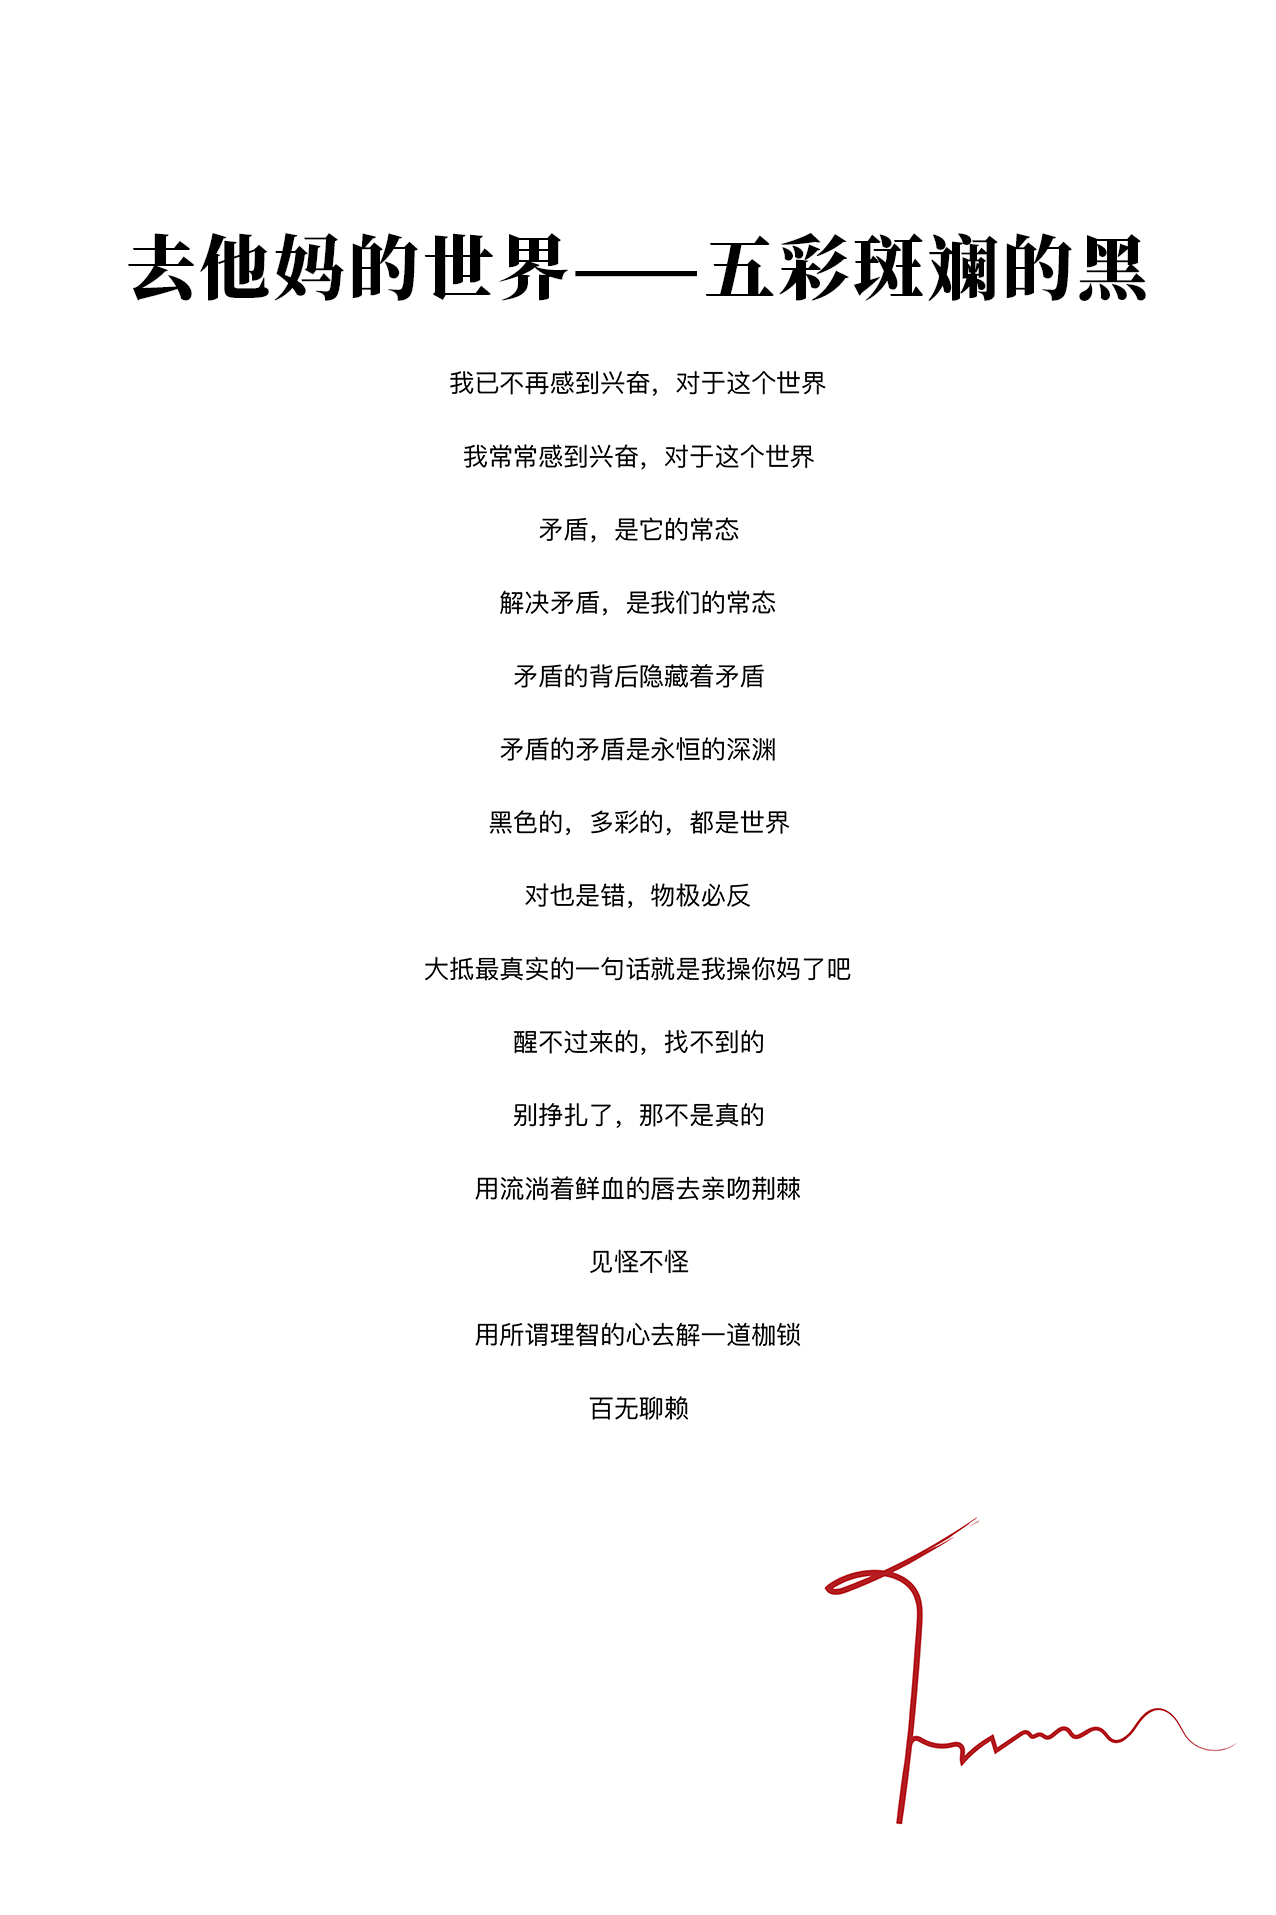 去他妈的世界——五彩斑斓的黑
我已不再感到兴奋，对于这个世界
我常常感到兴奋，对于这个世界
矛盾，是它的常态
解决矛盾，是我们的常态
矛盾的背后隐藏着矛盾
矛盾的矛盾是永恒的深渊
黑色的，多彩的，都是世界
对也是错，物极必反
大抵最真实的一句话就是我操你妈了吧
醒不过来的，找不到的
别挣扎了，那不是真的
用流淌着鲜血的唇去亲吻荆棘
见怪不怪
用所谓理智的心去解一道枷锁
百无聊赖